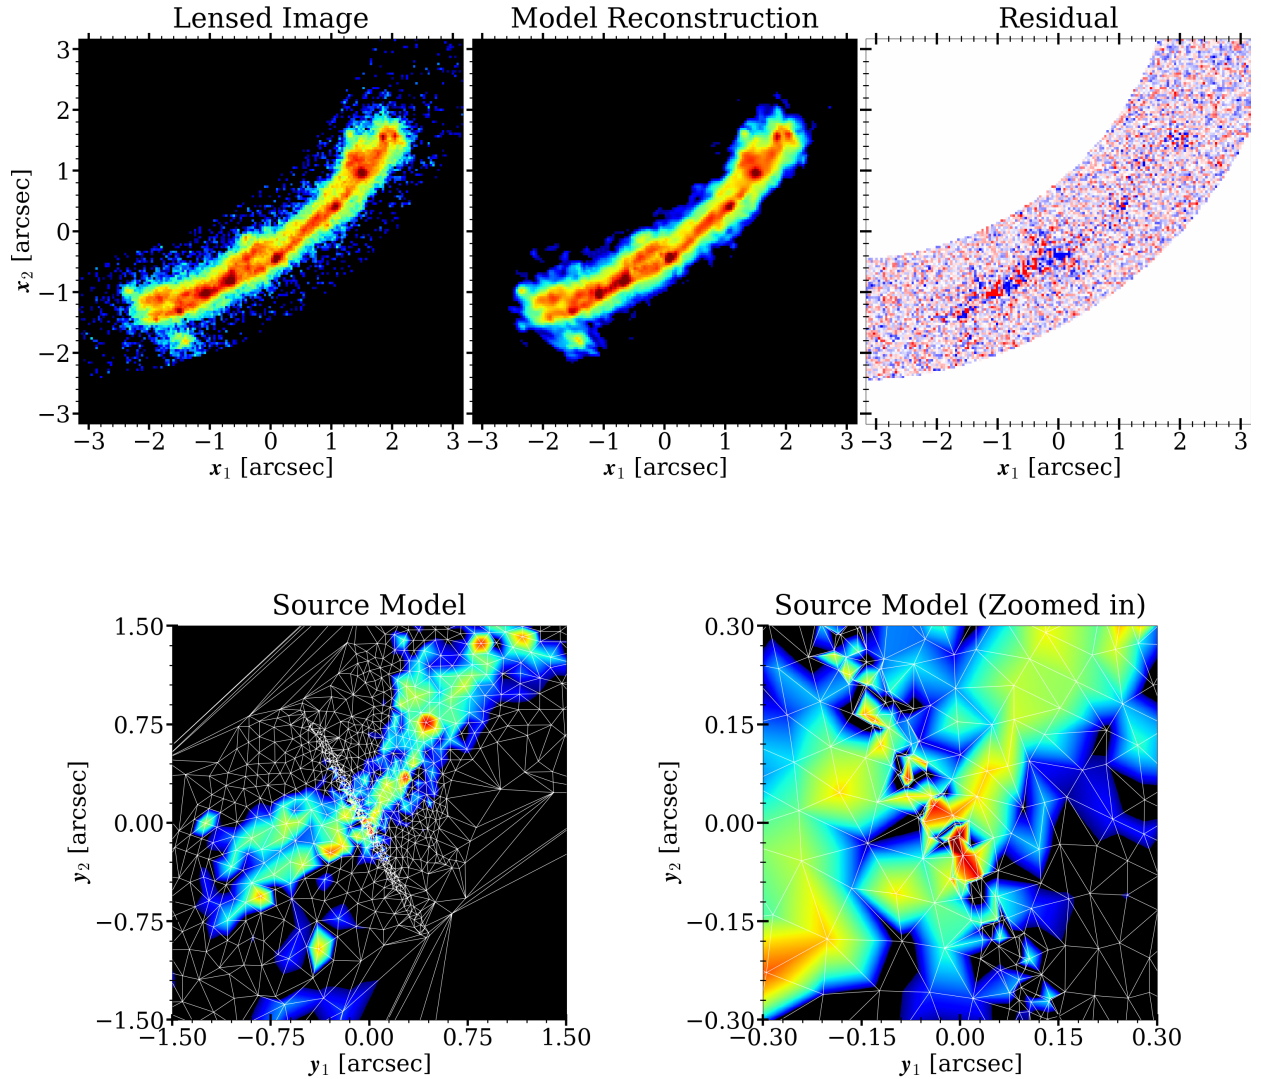 Lensed Image
Model Reconstruction
Residual
3
2
1
0
−1
−2
−3
x₂ [arcsec]
−3 −2 −1 0 1 2 3
−3 −2 −1 0 1 2 3
−3 −2 −1 0 1 2 3
x₁ [arcsec]
x₁ [arcsec]
x₁ [arcsec]
Source Model
Source Model (Zoomed in)
1.50
0.75
0.00
−0.75
−1.50
y₂ [arcsec]
−1.50 −0.75 0.00 0.75 1.50
y₁ [arcsec]
0.30
0.15
0.00
−0.15
−0.30
y₂ [arcsec]
−0.30 −0.15 0.00 0.15 0.30
y₁ [arcsec]